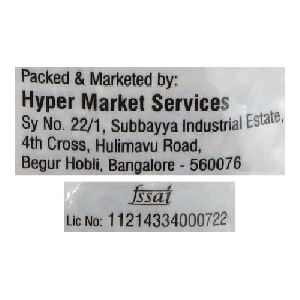 Packed & Marketed by:
Hyper Market Services
Sy No. 22/1, Subbayya Industrial Estate,
4th Cross, Hulimavu Road,
Begur Hobli, Bangalore - 560076
fssai
Lic No: 11214334000722